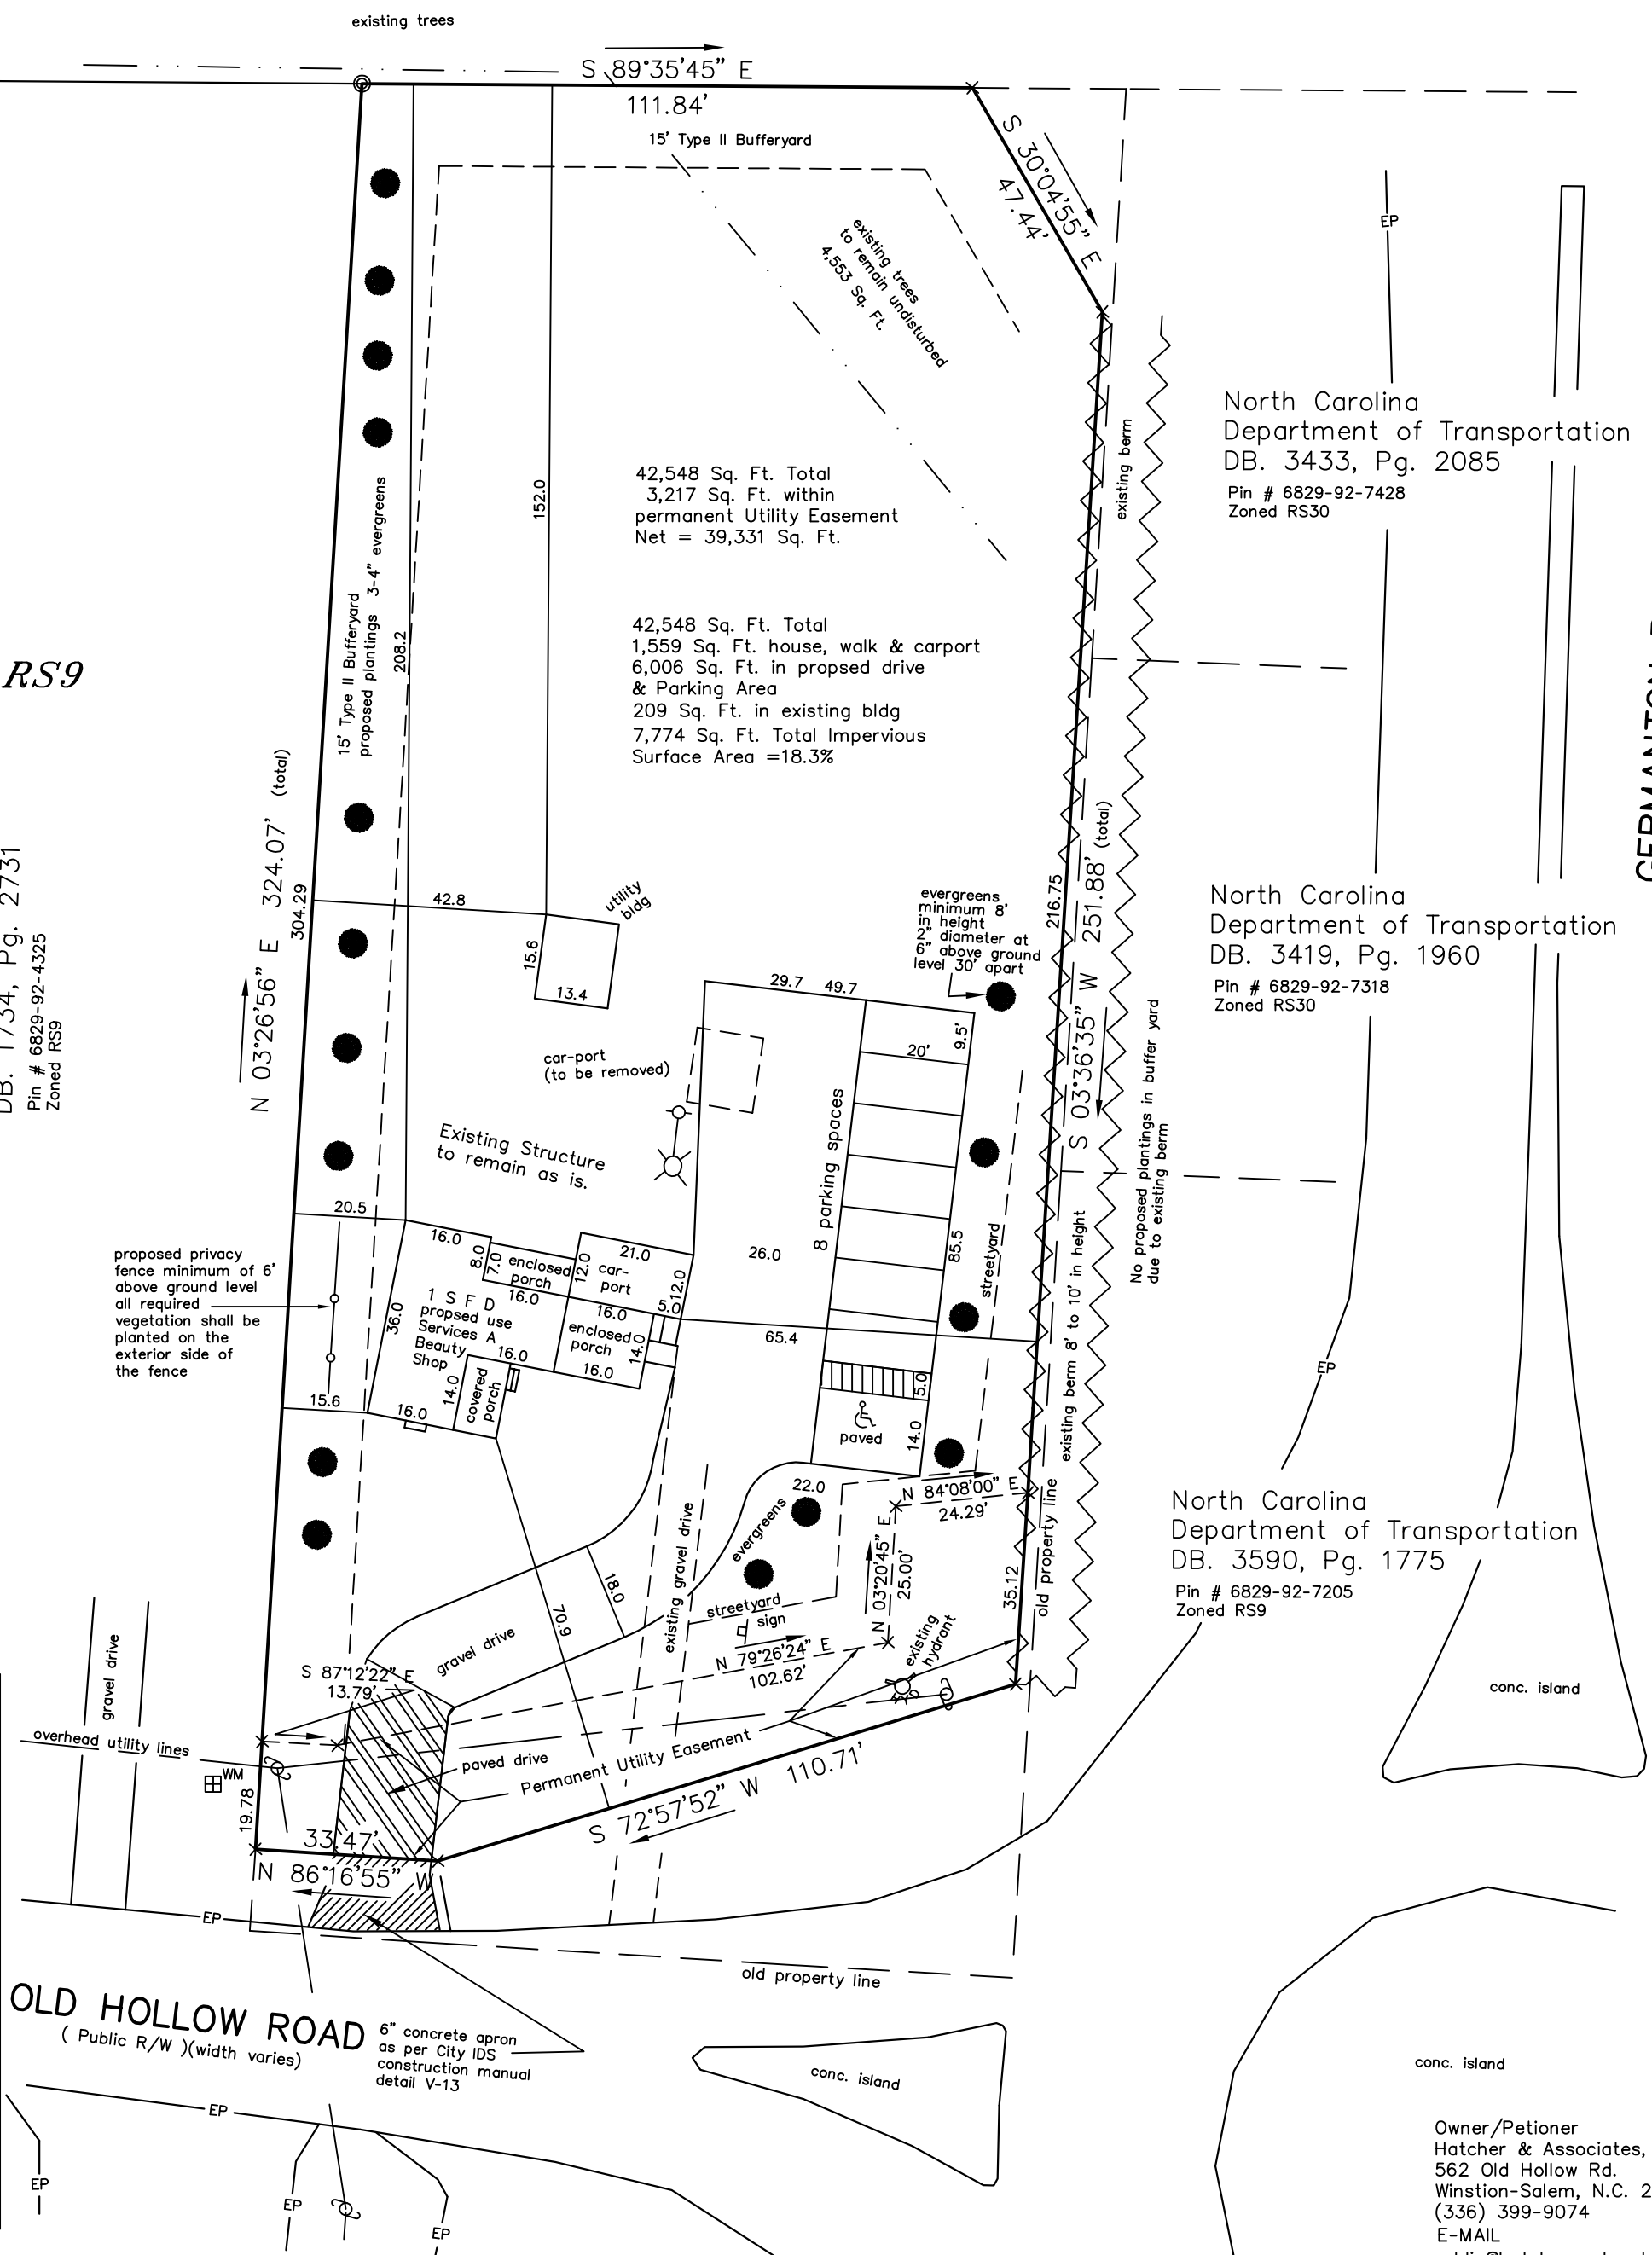 existing trees
S 89°35'45" E
111.84'
15' Type II Bufferyard
S 30°04'55" E
47.44'
existing trees
to remain undisturbed
4,553 Sq. Ft.
EP
North Carolina
Department of Transportation
DB. 3433, Pg. 2085
Pin # 6829-92-7428
Zoned RS30
existing berm
152.0
42,548 Sq. Ft. Total
3,217 Sq. Ft. within
permanent Utility Easement
Net = 39,331 Sq. Ft.
15' Type II Bufferyard
proposed plantings 3-4" evergreens
208.2
42,548 Sq. Ft. Total
1,559 Sq. Ft. house, walk & carport
6,006 Sq. Ft. in propsed drive
& Parking Area
209 Sq. Ft. in existing bldg
7,774 Sq. Ft. Total Impervious
Surface Area =18.3%
RS9
GERMANTON
DB. 1734, Pg. 2731
Pin # 6829-92-4325
Zoned RS9
N 03°26'56" E 324.07' (total)
304.29
42.8
utility
bldg
15.6
13.4
evergreens
minimum 8'
in height
2" diameter at
6" above ground
level 30' apart
216.75
S 03°36'35" W 251.88' (total)
North Carolina
Department of Transportation
DB. 3419, Pg. 1960
Pin # 6829-92-7318
Zoned RS30
29.7
49.7
9.5'
20'
car-port
(to be removed)
8 parking spaces
No proposed plantings in buffer yard
due to existing berm
Existing Structure
to remain as is.
20.5
16.0
8.0
7.0
enclosed
porch
12.0
21.0
car-
port
12.0
26.0
85.5
streetyard
existing berm 8' to 10' in height
proposed privacy
fence minimum of 6'
above ground level
all required
vegetation shall be
planted on the
exterior side of
the fence
36.0
1 S F D
propsed use
Services A
Beauty
Shop
16.0
16.0
5.0
enclosed
porch
14.0
16.0
16.0
65.4
15.6
16.0
14.0
covered
porch
5.0
paved
14.0
EP
22.0
N 84°08'00" E
24.29'
old property line
evergreens
N 03°20'45" E
25.00'
35.12
North Carolina
Department of Transportation
DB. 3590, Pg. 1775
Pin # 6829-92-7205
Zoned RS9
18.0
70.9
existing gravel drive
streetyard
sign
N 79°26'24" E
102.62'
existing
hydrant
gravel drive
gravel drive
S 87°12'22" E
13.79'
conc. island
overhead utility lines
WM
paved drive
Permanent Utility Easement
19.78
S 72°57'52" W 110.71'
33.47'
N 86°16'55" W
EP
old property line
OLD HOLLOW ROAD
( Public R/W )(width varies)
6" concrete apron
as per City IDS
construction manual
detail V-13
conc. island
conc. island
EP
EP
EP
EP
Owner/Petioner
Hatcher & Associates,
562 Old Hollow Rd.
Winstion-Salem, N.C. 2
(336) 399-9074
E-MAIL